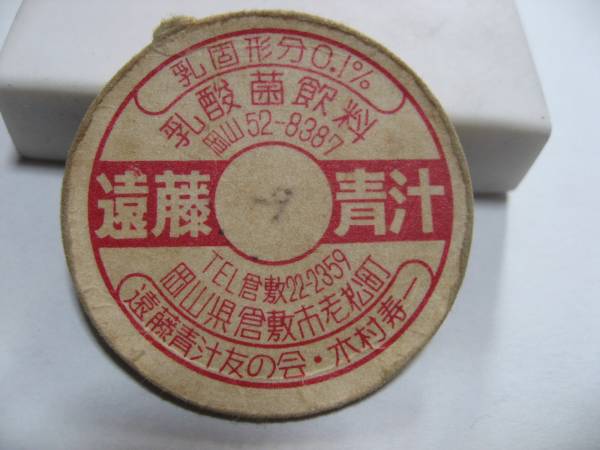 乳固形分0.1%
乳酸菌飲料
岡山52-8387
遠藤 青汁
TEL倉敷22-2359
岡山県倉敷市老松町
遠藤青汁友の会・木村寿一